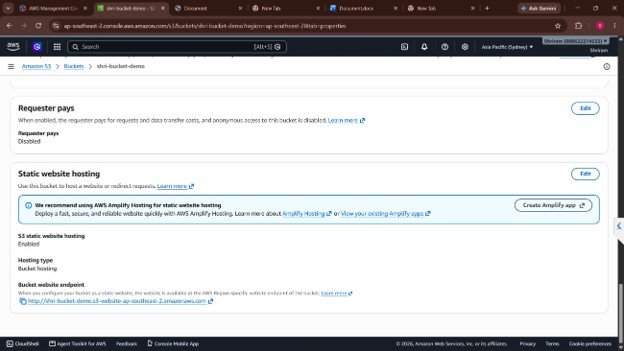 AWS Management Con
shri-bucket-demo - S3
Document
New Tab
Document.docx
New Tab
ap-southeast-2.console.aws.amazon.com/s3/buckets/shri-bucket-demo?region=ap-southeast-2&tab=properties
Ask Gemini
aws
Search
[Alt+S]
Asia Pacific (Sydney)
Shriram
Amazon S3 > Buckets > shri-bucket-demo
Requester pays
Edit
When enabled, the requester pays for requests and data transfer costs, and anonymous access to this bucket is disabled. Learn more
Requester pays
Disabled
Static website hosting
Edit
Use this bucket to host a website or redirect requests. Learn more
We recommend using AWS Amplify Hosting for static website hosting
Deploy a fast, secure, and reliable website quickly with AWS Amplify Hosting. Learn more about Amplify Hosting or View your existing Amplify apps
Create Amplify app
S3 static website hosting
Enabled
Hosting type
Bucket hosting
Bucket website endpoint
When you configure your bucket as a static website, the website is available at the AWS Region-specific website endpoint of the bucket. Learn more
http://shri-bucket-demo.s3-website-ap-southeast-2.amazonaws.com
CloudShell
Agent Toolkit for AWS
Feedback
Console Mobile App
© 2026, Amazon Web Services, Inc. or its affiliates.
Privacy
Terms
Cookie preferences